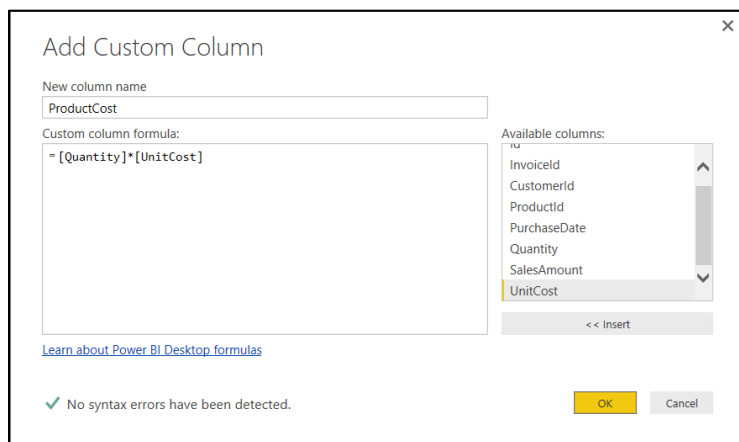 Add Custom Column
New column name
ProductCost
Custom column formula:
= [Quantity]*[UnitCost]
Available columns:
Id
InvoiceId
CustomerId
ProductId
PurchaseDate
Quantity
SalesAmount
UnitCost
<< Insert
Learn about Power BI Desktop formulas
No syntax errors have been detected.
OK
Cancel